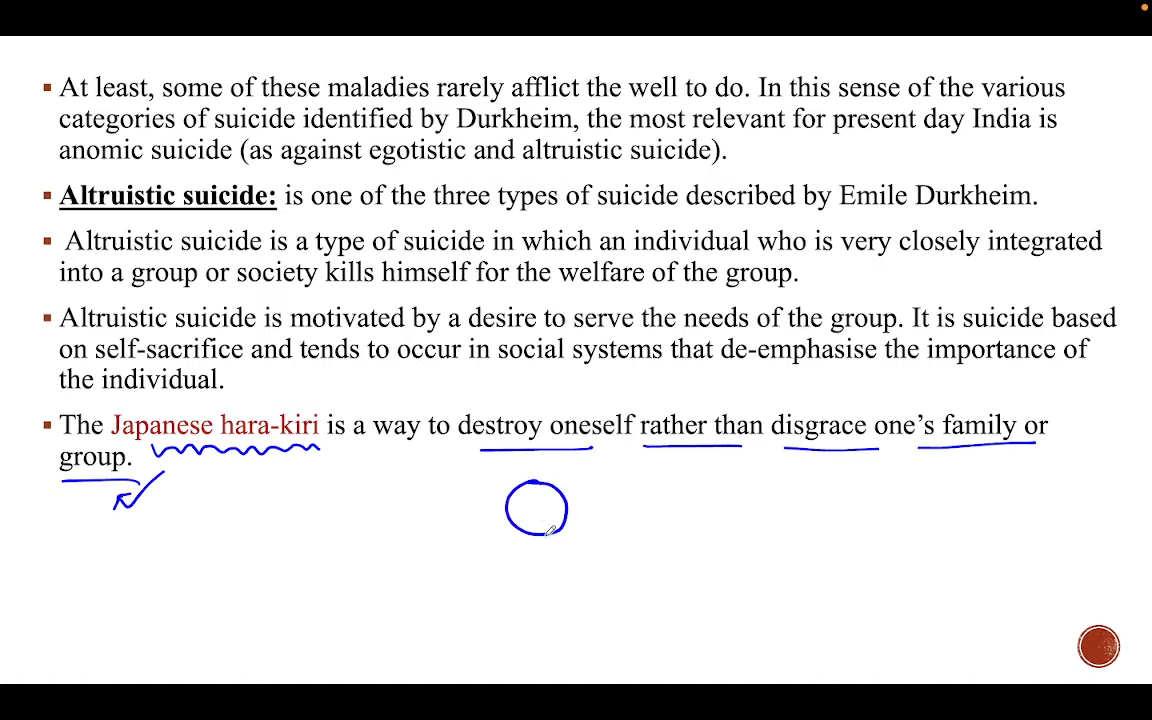 At least, some of these maladies rarely afflict the well to do. In this sense of the various
categories of suicide identified by Durkheim, the most relevant for present day India is
anomic suicide (as against egotistic and altruistic suicide).
Altruistic suicide: is one of the three types of suicide described by Emile Durkheim.
Altruistic suicide is a type of suicide in which an individual who is very closely integrated
into a group or society kills himself for the welfare of the group.
Altruistic suicide is motivated by a desire to serve the needs of the group. It is suicide based
on self-sacrifice and tends to occur in social systems that de-emphasise the importance of
the individual.
The Japanese hara-kiri is a way to destroy oneself rather than disgrace one’s family or
group.